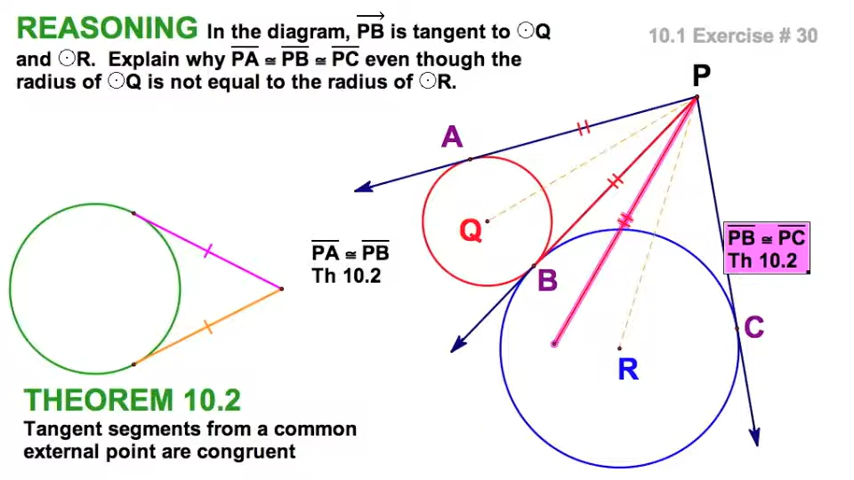 REASONING In the diagram, PB is tangent to ⊙Q
and ⊙R. Explain why PA ≅ PB ≅ PC even though the
radius of ⊙Q is not equal to the radius of ⊙R.
10.1 Exercise # 30
P
A
Q
PA ≅ PB
Th 10.2
B
PB ≅ PC
Th 10.2
C
R
THEOREM 10.2
Tangent segments from a common
external point are congruent